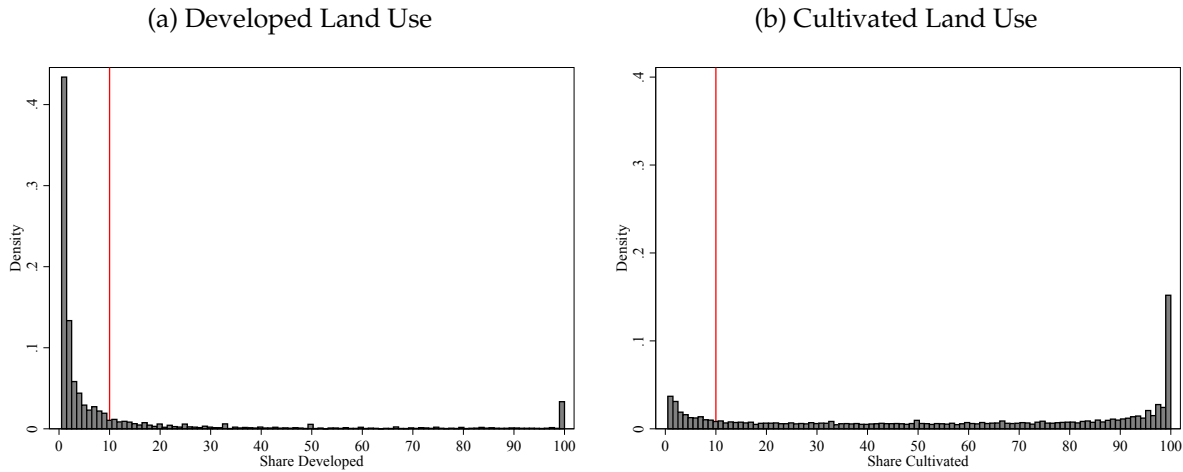 (a) Developed Land Use
.4
.3
.2
.1
0
Density
0 10 20 30 40 50 60 70 80 90 100
Share Developed
(b) Cultivated Land Use
.4
.3
.2
.1
0
Density
0 10 20 30 40 50 60 70 80 90 100
Share Cultivated